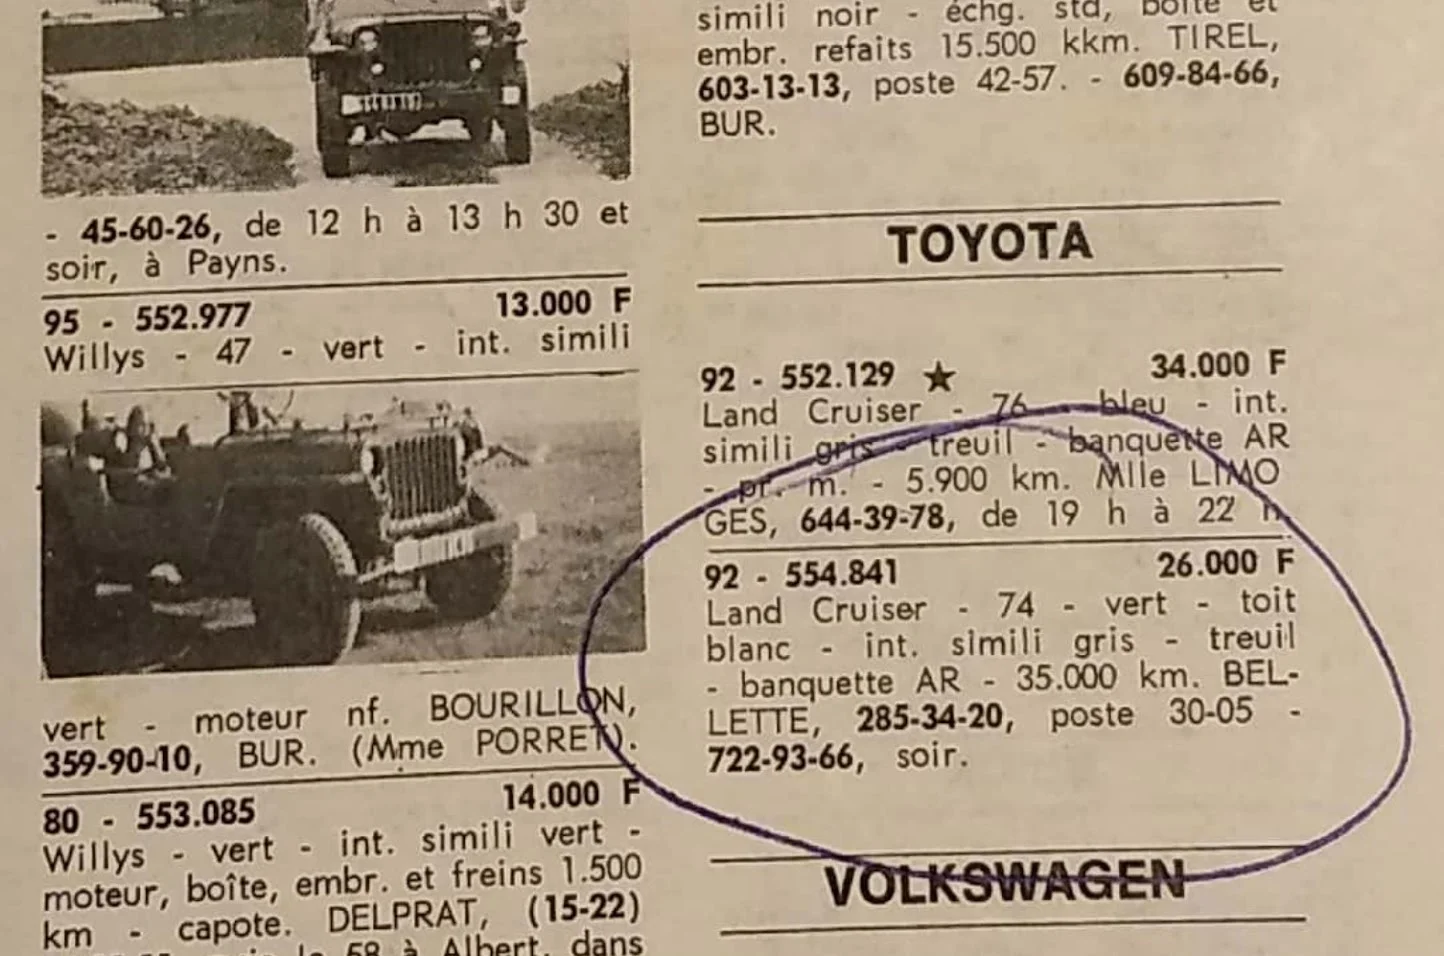 - 45-60-26, de 12 h à 13 h 30 et
soir, à Payns.
95 - 552.977 13.000 F
Willys - 47 - vert - int. simili
vert - moteur nf. BOURILLON,
359-90-10, BUR. (Mme PORRET).
80 - 553.085 14.000 F
Willys - vert - int. simili vert -
moteur, boîte, embr. et freins 1.500
km - capote. DELPRAT, (15-22)
le 58 à Albert, dans
simili noir - échg. std, boîte et
embr. refaits 15.500 kkm. TIREL,
603-13-13, poste 42-57. - 609-84-66,
BUR.
TOYOTA
92 - 552.129 ★ 34.000 F
Land Cruiser - 76 - bleu - int.
simili gris - treuil - banquette AR
- pr. m. - 5.900 km. Mlle LIMO
GES, 644-39-78, de 19 h à 22 h
92 - 554.841 26.000 F
Land Cruiser - 74 - vert - toit
blanc - int. simili gris - treuil
- banquette AR - 35.000 km. BEL-
LETTE, 285-34-20, poste 30-05 -
722-93-66, soir.
VOLKSWAGEN